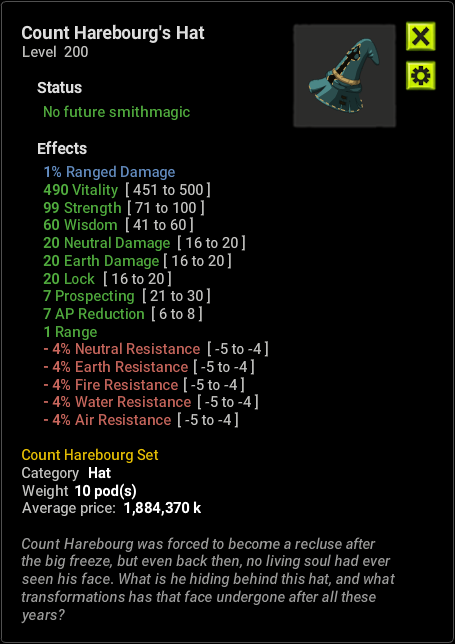 Count Harebourg's Hat
Level 200
Status
No future smithmagic
Effects
1% Ranged Damage
490 Vitality [ 451 to 500 ]
99 Strength [ 71 to 100 ]
60 Wisdom [ 41 to 60 ]
20 Neutral Damage [ 16 to 20 ]
20 Earth Damage [ 16 to 20 ]
20 Lock [ 16 to 20 ]
7 Prospecting [ 21 to 30 ]
7 AP Reduction [ 6 to 8 ]
1 Range
- 4% Neutral Resistance [ -5 to -4 ]
- 4% Earth Resistance [ -5 to -4 ]
- 4% Fire Resistance [ -5 to -4 ]
- 4% Water Resistance [ -5 to -4 ]
- 4% Air Resistance [ -5 to -4 ]
Count Harebourg Set
Category Hat
Weight 10 pod(s)
Average price: 1,884,370 k
Count Harebourg was forced to become a recluse after
the big freeze, but even back then, no living soul had ever
seen his face. What is he hiding behind this hat, and what
transformations has that face undergone after all these
years?